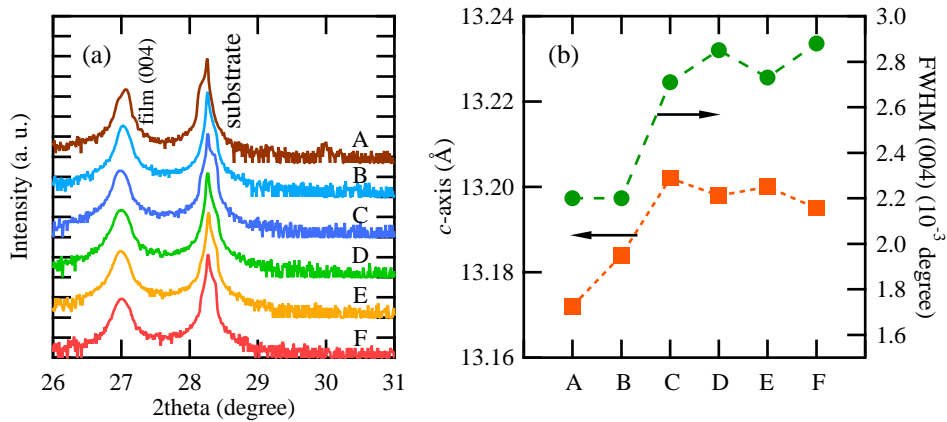 (a)
film (004)
substrate
A
B
C
D
E
F
Intensity (a. u.)
26 27 28 29 30 31
2theta (degree)
(b)
13.24
13.22
13.20
13.18
13.16
c-axis (Å)
3.0
2.8
2.6
2.4
2.2
2.0
1.8
1.6
FWHM (004) (10⁻³ degree)
A B C D E F